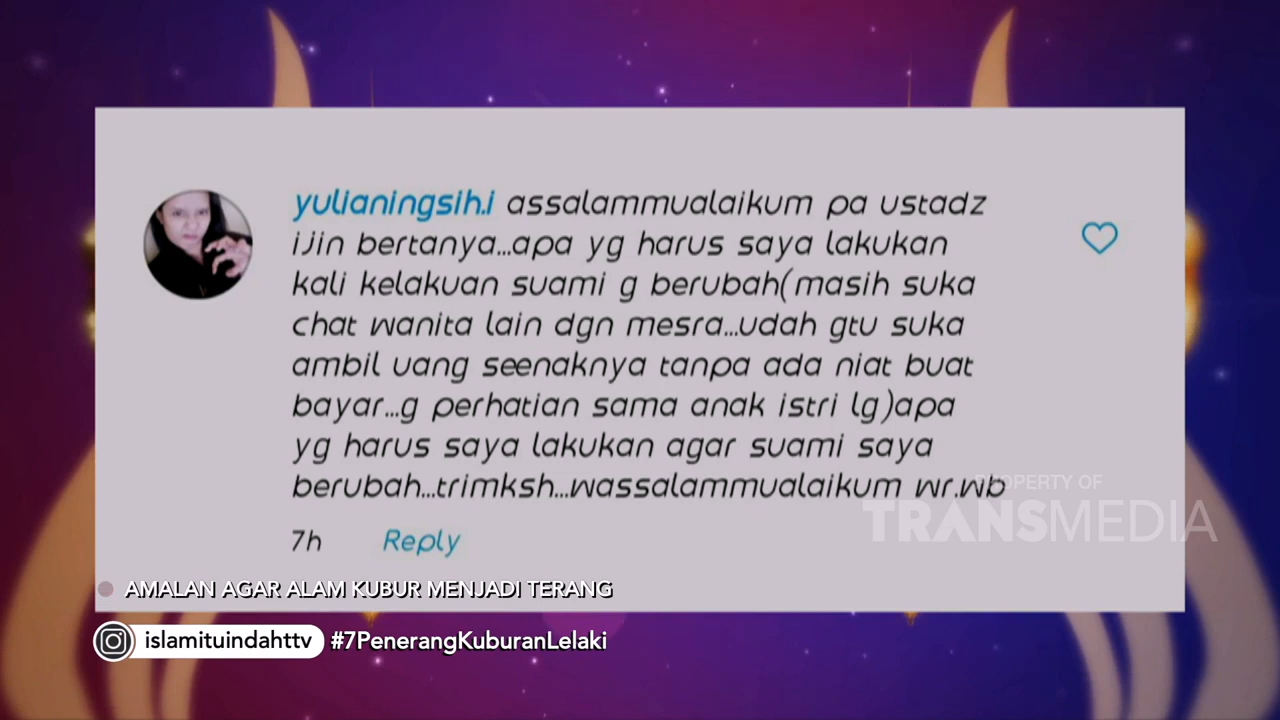 yulianingsih.i assalammualaikum pa ustadz
ijin bertanya...apa yg harus saya lakukan
kali kelakuan suami g berubah(masih suka
chat wanita lain dgn mesra...udah gtu suka
ambil uang seenaknya tanpa ada niat buat
bayar...g perhatian sama anak istri lg)apa
yg harus saya lakukan agar suami saya
berubah...trimksh...wassalammualaikum wr.wb
PROPERTY OF
TRANSMEDIA
7h Reply
AMALAN AGAR ALAM KUBUR MENJADI TERANG
islamituindahttv #7PenerangKuburanLelaki